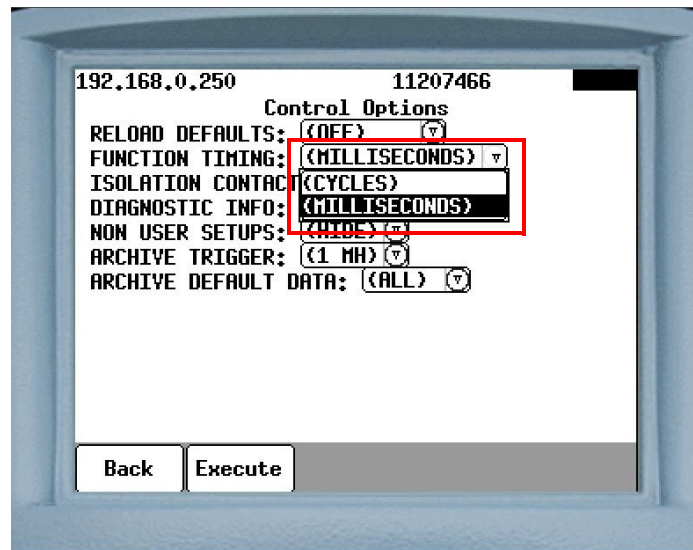 192.168.0.250 11207466
Control Options
RELOAD DEFAULTS: (OFF)
FUNCTION TIMING: (MILLISECONDS)
ISOLATION CONTACT (CYCLES)
DIAGNOSTIC INFO: (MILLISECONDS)
NON USER SETUPS: (HIDE)
ARCHIVE TRIGGER: (1 MH)
ARCHIVE DEFAULT DATA: (ALL)
Back Execute